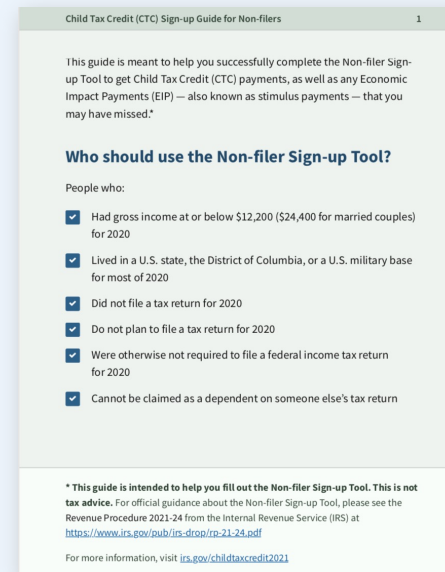 Child Tax Credit (CTC) Sign-up Guide for Non-filers 1
This guide is meant to help you successfully complete the Non-filer Sign-
up Tool to get Child Tax Credit (CTC) payments, as well as any Economic
Impact Payments (EIP) — also known as stimulus payments — that you
may have missed.*
Who should use the Non-filer Sign-up Tool?
People who:
Had gross income at or below $12,200 ($24,400 for married couples)
for 2020
Lived in a U.S. state, the District of Columbia, or a U.S. military base
for most of 2020
Did not file a tax return for 2020
Do not plan to file a tax return for 2020
Were otherwise not required to file a federal income tax return
for 2020
Cannot be claimed as a dependent on someone else's tax return
* This guide is intended to help you fill out the Non-filer Sign-up Tool. This is not
tax advice. For official guidance about the Non-filer Sign-up Tool, please see the
Revenue Procedure 2021-24 from the Internal Revenue Service (IRS) at
https://www.irs.gov/pub/irs-drop/rp-21-24.pdf
For more information, visit irs.gov/childtaxcredit2021